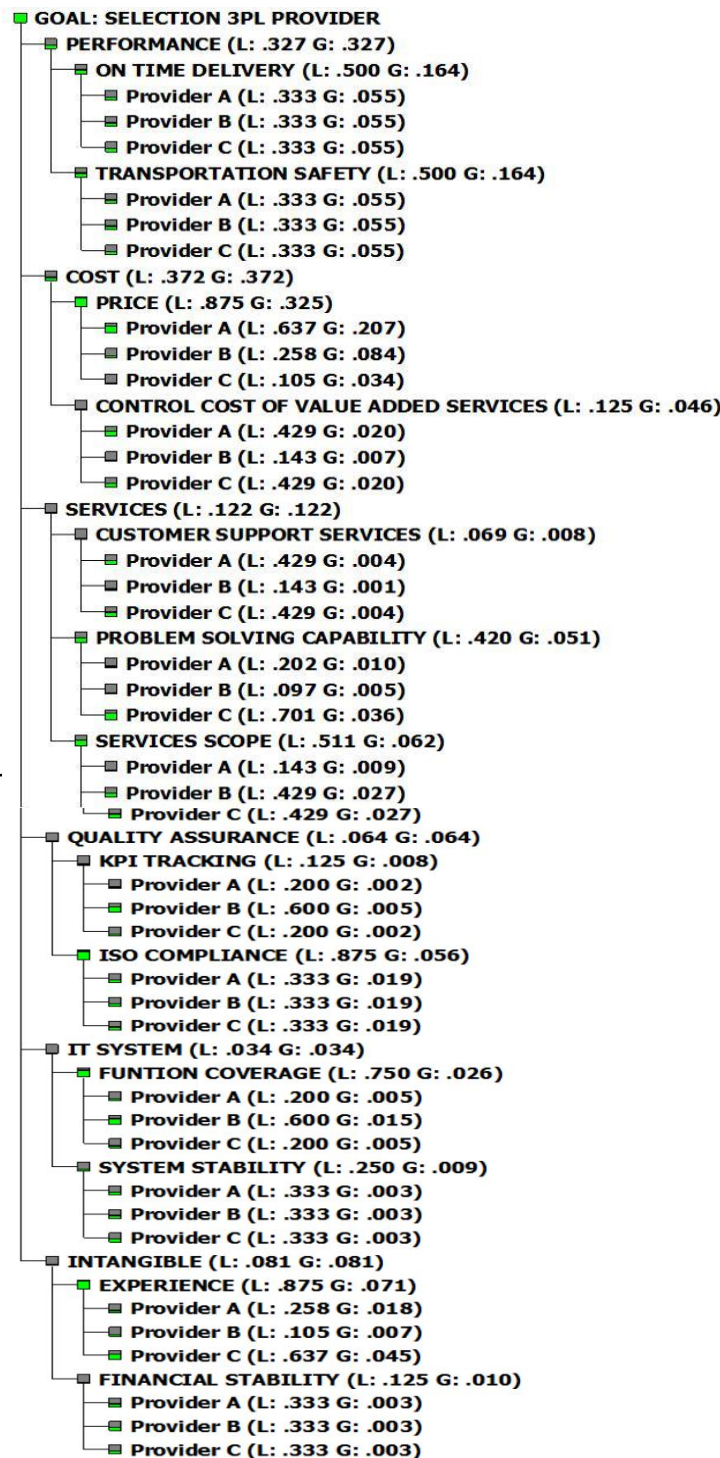 GOAL: SELECTION 3PL PROVIDER
PERFORMANCE (L: .327 G: .327)
ON TIME DELIVERY (L: .500 G: .164)
Provider A (L: .333 G: .055)
Provider B (L: .333 G: .055)
Provider C (L: .333 G: .055)
TRANSPORTATION SAFETY (L: .500 G: .164)
Provider A (L: .333 G: .055)
Provider B (L: .333 G: .055)
Provider C (L: .333 G: .055)
COST (L: .372 G: .372)
PRICE (L: .875 G: .325)
Provider A (L: .637 G: .207)
Provider B (L: .258 G: .084)
Provider C (L: .105 G: .034)
CONTROL COST OF VALUE ADDED SERVICES (L: .125 G: .046)
Provider A (L: .429 G: .020)
Provider B (L: .143 G: .007)
Provider C (L: .429 G: .020)
SERVICES (L: .122 G: .122)
CUSTOMER SUPPORT SERVICES (L: .069 G: .008)
Provider A (L: .429 G: .004)
Provider B (L: .143 G: .001)
Provider C (L: .429 G: .004)
PROBLEM SOLVING CAPABILITY (L: .420 G: .051)
Provider A (L: .202 G: .010)
Provider B (L: .097 G: .005)
Provider C (L: .701 G: .036)
SERVICES SCOPE (L: .511 G: .062)
Provider A (L: .143 G: .009)
Provider B (L: .429 G: .027)
Provider C (L: .429 G: .027)
QUALITY ASSURANCE (L: .064 G: .064)
KPI TRACKING (L: .125 G: .008)
Provider A (L: .200 G: .002)
Provider B (L: .600 G: .005)
Provider C (L: .200 G: .002)
ISO COMPLIANCE (L: .875 G: .056)
Provider A (L: .333 G: .019)
Provider B (L: .333 G: .019)
Provider C (L: .333 G: .019)
IT SYSTEM (L: .034 G: .034)
FUNTION COVERAGE (L: .750 G: .026)
Provider A (L: .200 G: .005)
Provider B (L: .600 G: .015)
Provider C (L: .200 G: .005)
SYSTEM STABILITY (L: .250 G: .009)
Provider A (L: .333 G: .003)
Provider B (L: .333 G: .003)
Provider C (L: .333 G: .003)
INTANGIBLE (L: .081 G: .081)
EXPERIENCE (L: .875 G: .071)
Provider A (L: .258 G: .018)
Provider B (L: .105 G: .007)
Provider C (L: .637 G: .045)
FINANCIAL STABILITY (L: .125 G: .010)
Provider A (L: .333 G: .003)
Provider B (L: .333 G: .003)
Provider C (L: .333 G: .003)